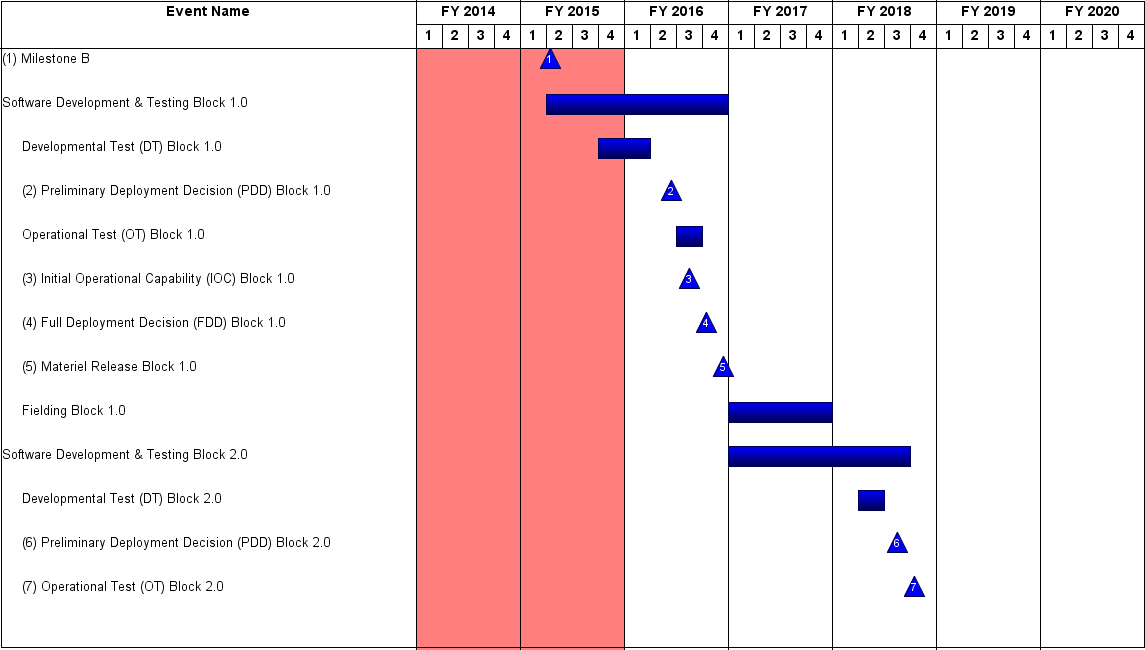 Event Name FY 2014 FY 2015 FY 2016 FY 2017 FY 2018 FY 2019 FY 2020
1 2 3 4 1 2 3 4 1 2 3 4 1 2 3 4 1 2 3 4 1 2 3 4 1 2 3 4
(1) Milestone B 1
Software Development & Testing Block 1.0
Developmental Test (DT) Block 1.0
(2) Preliminary Deployment Decision (PDD) Block 1.0 2
Operational Test (OT) Block 1.0
(3) Initial Operational Capability (IOC) Block 1.0 3
(4) Full Deployment Decision (FDD) Block 1.0 4
(5) Materiel Release Block 1.0 5
Fielding Block 1.0
Software Development & Testing Block 2.0
Developmental Test (DT) Block 2.0
(6) Preliminary Deployment Decision (PDD) Block 2.0 6
(7) Operational Test (OT) Block 2.0 7